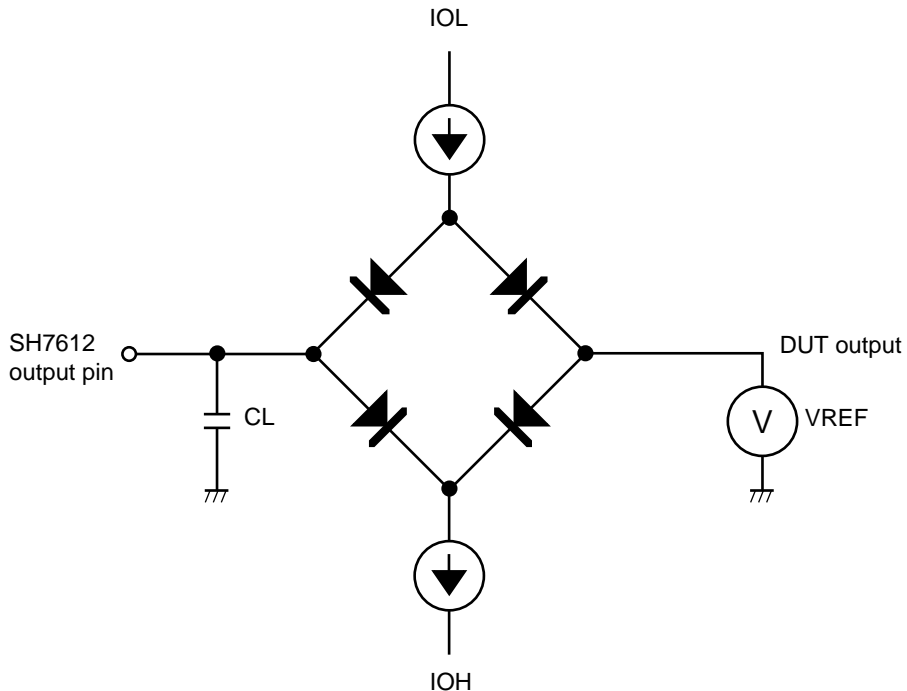 IOL
SH7612
output pin
CL
DUT output
V
VREF
IOH